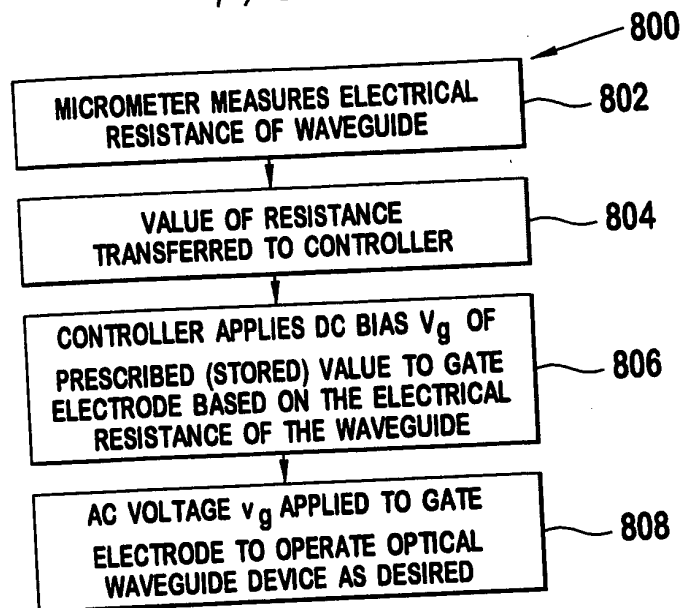 800
MICROMETER MEASURES ELECTRICAL
RESISTANCE OF WAVEGUIDE
802
VALUE OF RESISTANCE
TRANSFERRED TO CONTROLLER
804
CONTROLLER APPLIES DC BIAS Vg OF
PRESCRIBED (STORED) VALUE TO GATE
ELECTRODE BASED ON THE ELECTRICAL
RESISTANCE OF THE WAVEGUIDE
806
AC VOLTAGE vg APPLIED TO GATE
ELECTRODE TO OPERATE OPTICAL
WAVEGUIDE DEVICE AS DESIRED
808